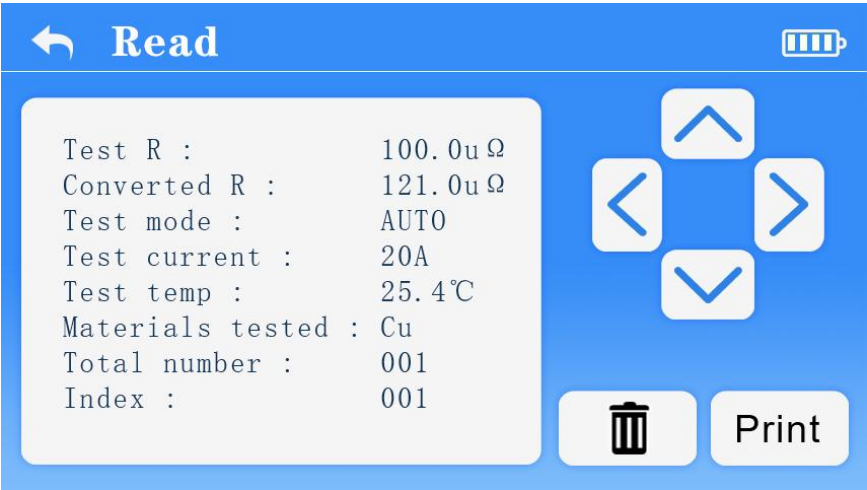 Read
Test R : 100.0uΩ
Converted R : 121.0uΩ
Test mode : AUTO
Test current : 20A
Test temp : 25.4℃
Materials tested : Cu
Total number : 001
Index : 001
Print